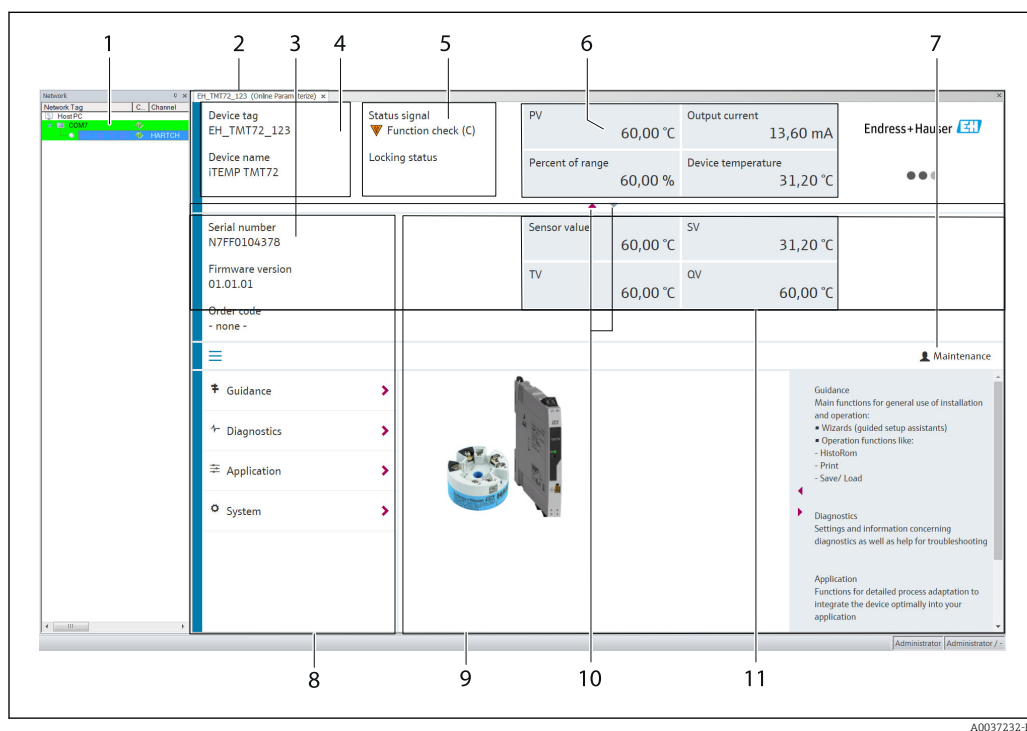 1
2
3
4
5
6
7
Network
Network Tag C... Channel
Host PC
COM7
HARTCH
EH_TMT72_123 (Online Parameterize)
Device tag
EH_TMT72_123
Device name
iTEMP TMT72
Status signal
Function check (C)
Locking status
PV
60,00 °C
Output current
13,60 mA
Percent of range
60,00 %
Device temperature
31,20 °C
Endress+Hauser EH
Serial number
N7FF0104378
Firmware version
01.01.01
Order code
- none -
Sensor value
60,00 °C
SV
31,20 °C
TV
60,00 °C
QV
60,00 °C
Maintenance
Guidance
Diagnostics
Application
System
Guidance
Main functions for general use of installation
and operation:
▪ Wizards (guided setup assistants)
▪ Operation functions like:
- HistoRom
- Print
- Save/ Load
Diagnostics
Settings and information concerning
diagnostics as well as help for troubleshooting
Application
Functions for detailed process adaptation to
integrate the device optimally into your
application
Administrator Administrator / -
8
9
10
11